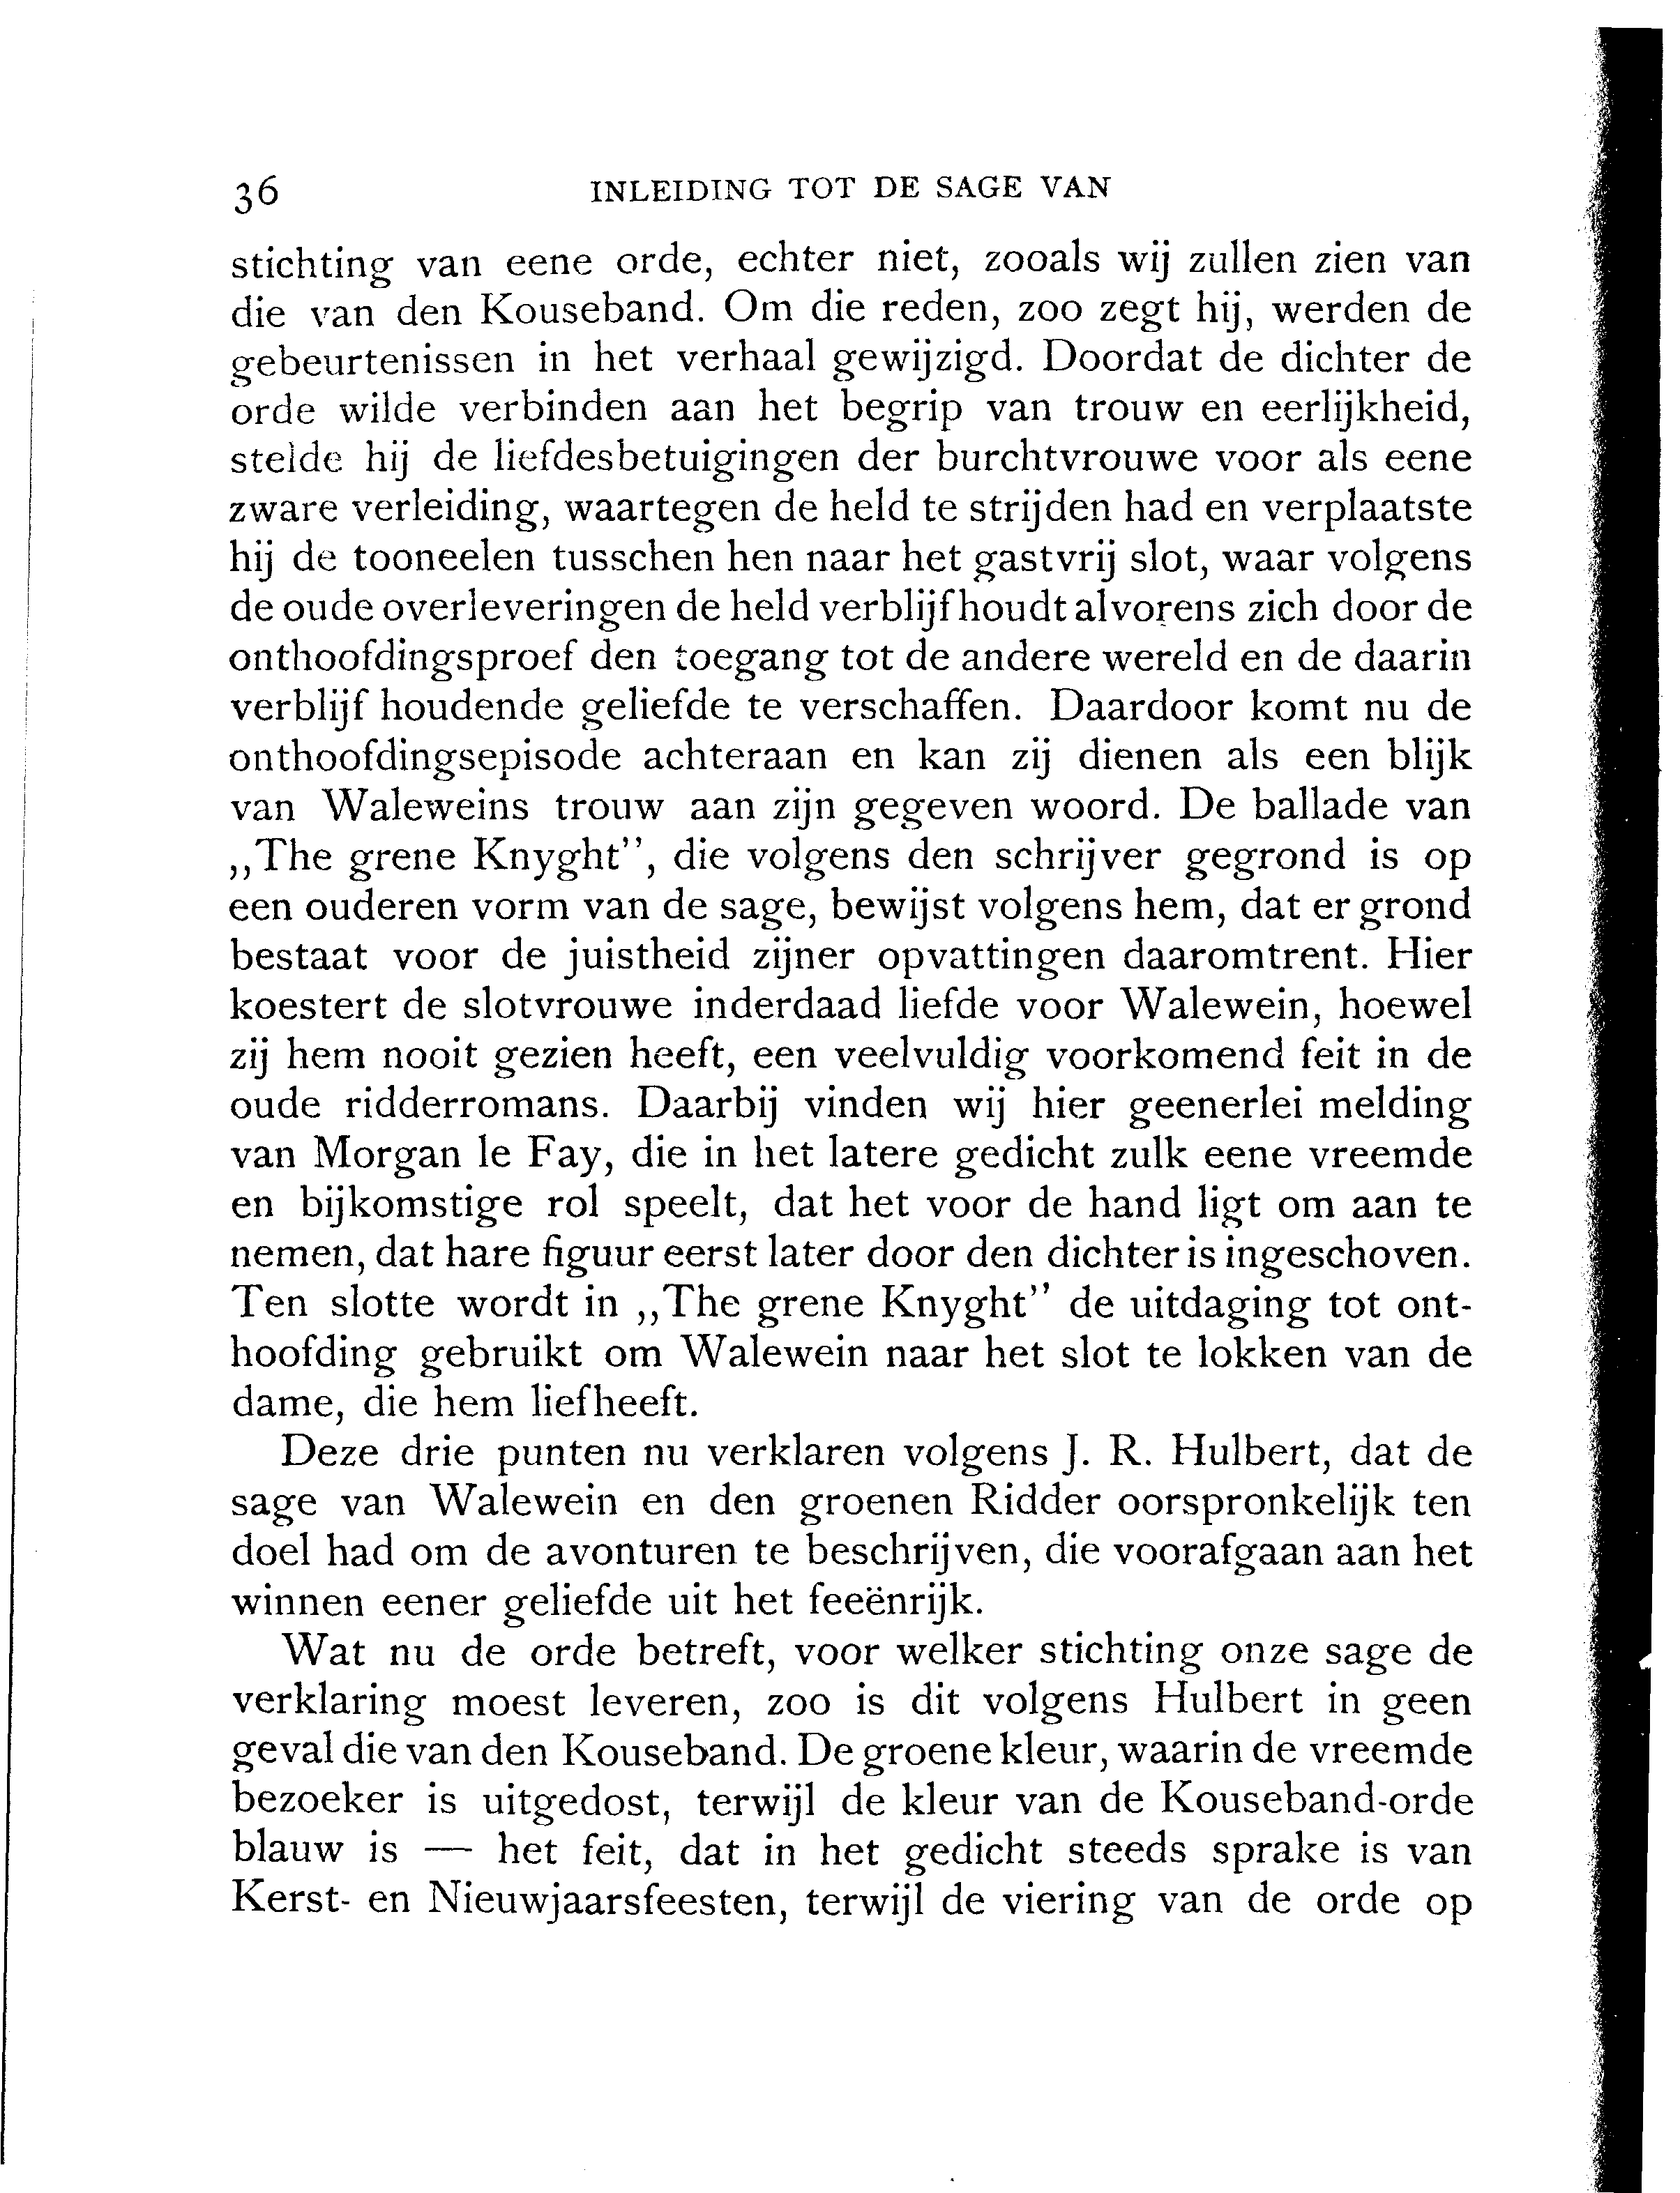 36 INLEIDING TOT DE SAGE VAN
stichting van eene orde, echter niet, zooals wij zullen zien van
die van den Kouseband. Om die reden, zoo zegt hij, werden de
gebeurtenissen in het verhaal gewijzigd. Doordat de dichter de
orde wilde verbinden aan het begrip van trouw en eerlijkheid,
stelde hij de liefdesbetuigingen der burchtvrouwe voor als eene
zware verleiding, waartegen de held te strijden had en verplaatste
hij de tooneelen tusschen hen naar het gastvrij slot, waar volgens
de oude overleveringen de held verblijf houdt alvorens zich door de
onthoofdingsproef den toegang tot de andere wereld en de daarin
verblijf houdende geliefde te verschaffen. Daardoor komt nu de
onthoofdingsepisode achteraan en kan zij dienen als een blijk
van Waleweins trouw aan zijn gegeven woord. De ballade van
,,The grene Knyght’’, die volgens den schrijver gegrond is op
een ouderen vorm van de sage, bewijst volgens hem, dat er grond
bestaat voor de juistheid zijner opvattingen daaromtrent. Hier
koestert de slotvrouwe inderdaad liefde voor Walewein, hoewel
zij hem nooit gezien heeft, een veelvuldig voorkomend feit in de
oude ridderromans. Daarbij vinden wij hier geenerlei melding
van Morgan le Fay, die in het latere gedicht zulk eene vreemde
en bijkomstige rol speelt, dat het voor de hand ligt om aan te
nemen, dat hare figuur eerst later door den dichter is ingeschoven.
Ten slotte wordt in ,,The grene Knyght’’ de uitdaging tot ont-
hoofding gebruikt om Walewein naar het slot te lokken van de
dame, die hem liefheeft.
Deze drie punten nu verklaren volgens J. R. Hulbert, dat de
sage van Walewein en den groenen Ridder oorspronkelijk ten
doel had om de avonturen te beschrijven, die voorafgaan aan het
winnen eener geliefde uit het feeënrijk.
Wat nu de orde betreft, voor welker stichting onze sage de
verklaring moest leveren, zoo is dit volgens Hulbert in geen
geval die van den Kouseband. De groene kleur, waarin de vreemde
bezoeker is uitgedost, terwijl de kleur van de Kouseband-orde
blauw is — het feit, dat in het gedicht steeds sprake is van
Kerst- en Nieuwjaarsfeesten, terwijl de viering van de orde op